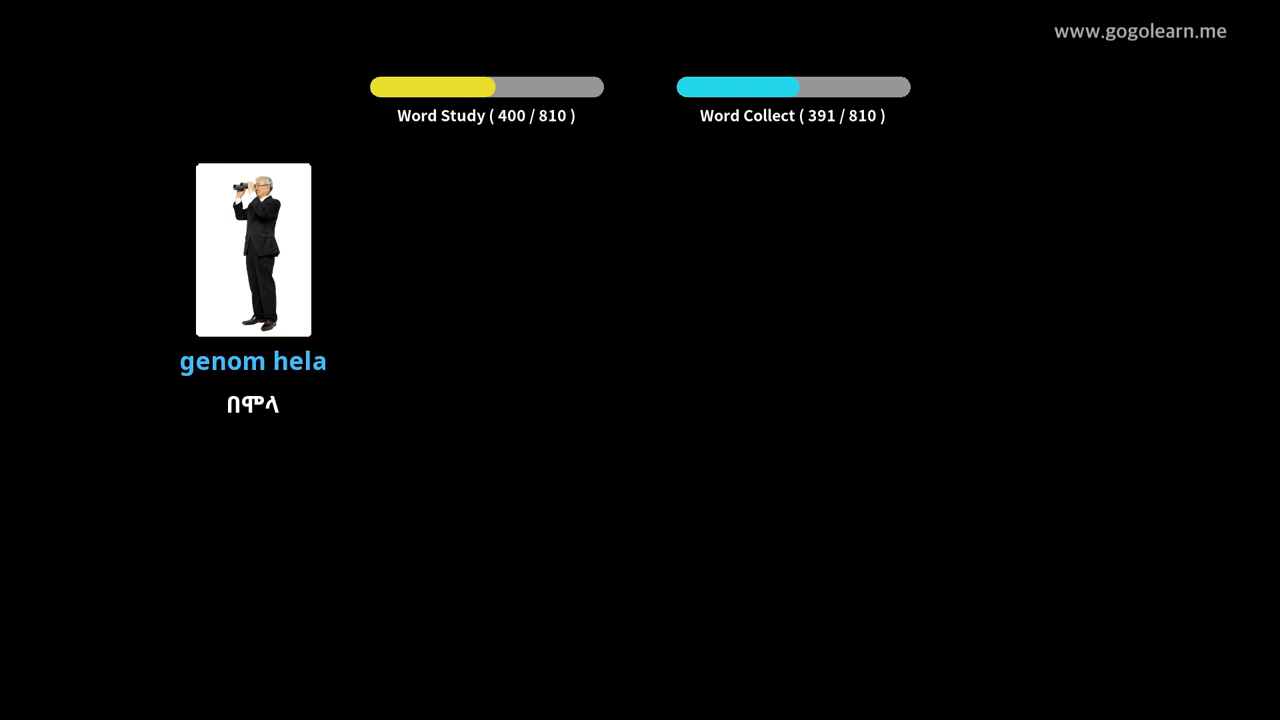 www.gogolearn.me
Word Study ( 400 / 810 )
Word Collect ( 391 / 810 )
genom hela
በሞላ